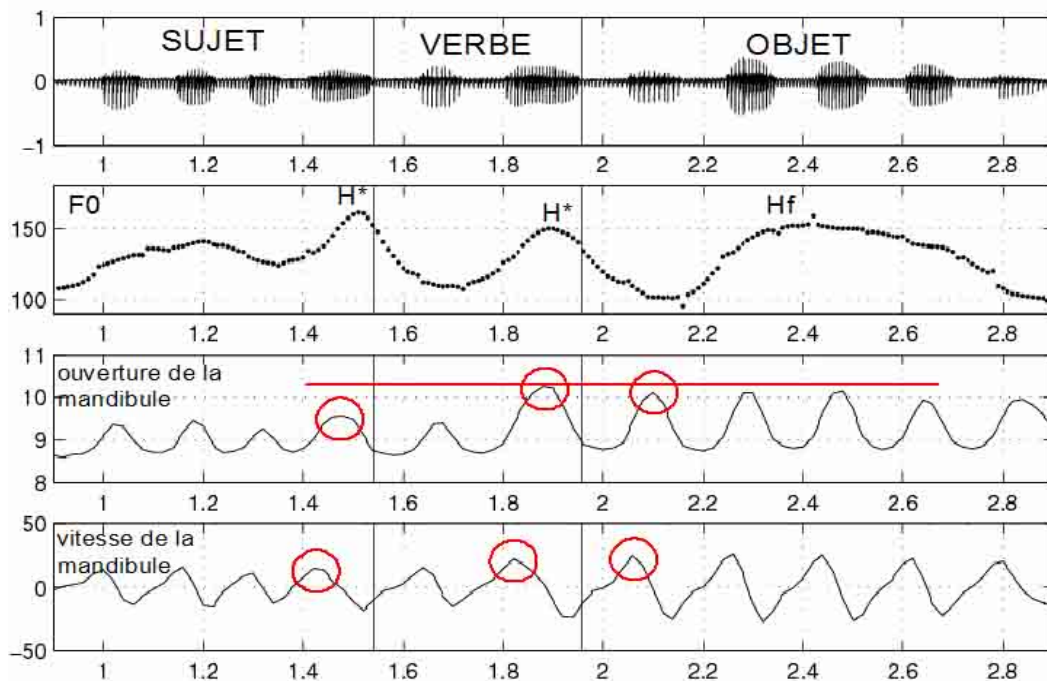 SUJET VERBE OBJET
1
0
−1
1 1.2 1.4 1.6 1.8 2 2.2 2.4 2.6 2.8
F0 H* H* Hf
150
100
1 1.2 1.4 1.6 1.8 2 2.2 2.4 2.6 2.8
11
ouverture de la
10 mandibule
9
8
1 1.2 1.4 1.6 1.8 2 2.2 2.4 2.6 2.8
50
vitesse de la
mandibule
0
−50
1 1.2 1.4 1.6 1.8 2 2.2 2.4 2.6 2.8